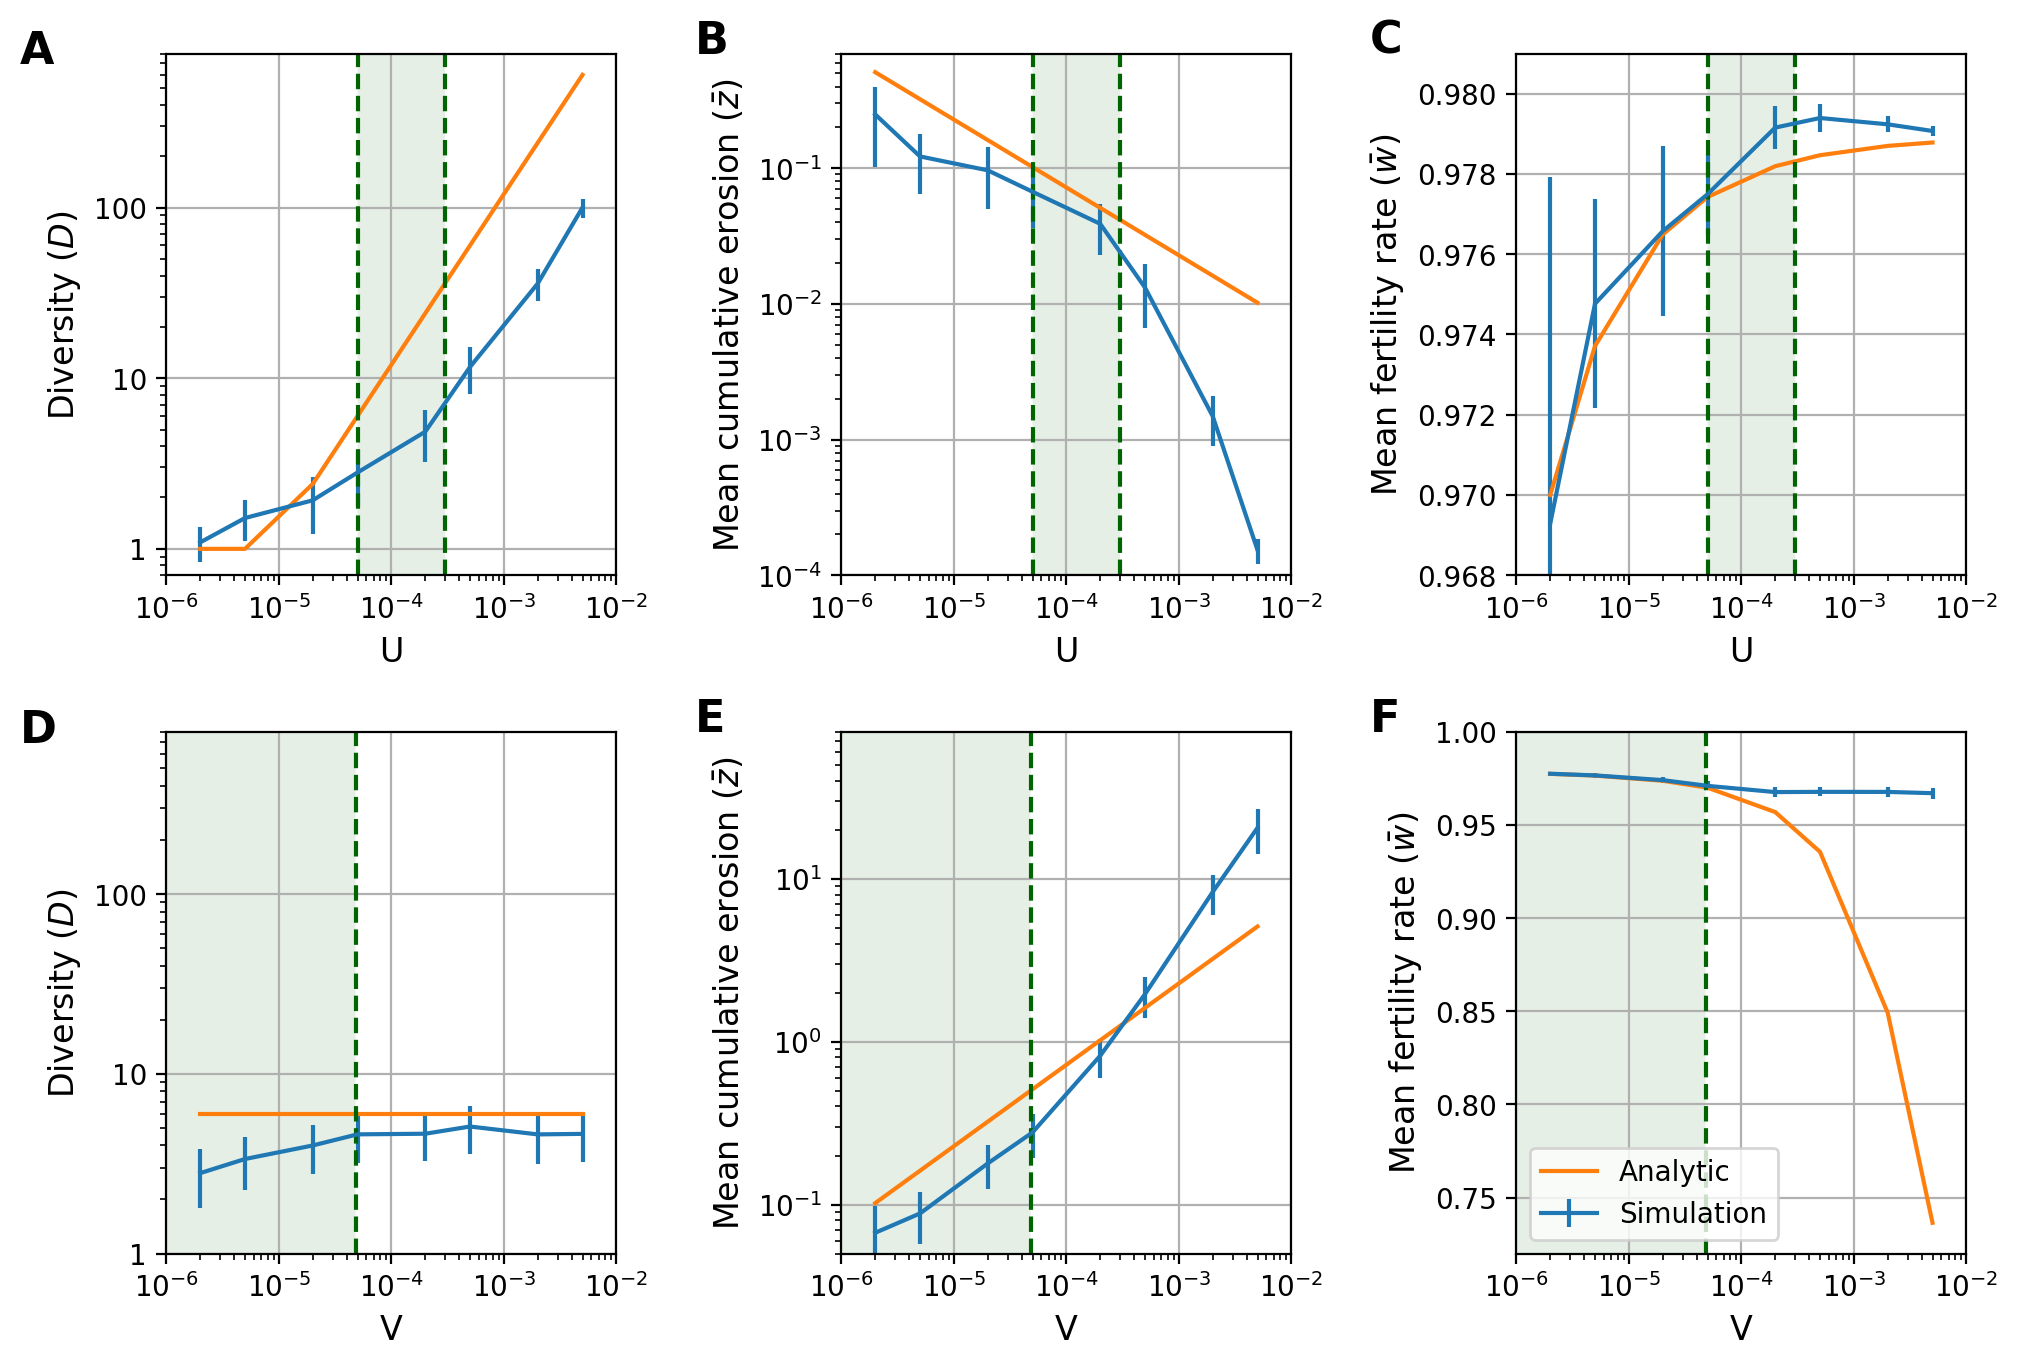 A
Diversity (D)
100
10
1
10⁻⁶ 10⁻⁵ 10⁻⁴ 10⁻³ 10⁻²
U
B
Mean cumulative erosion (z̄)
10⁻¹
10⁻²
10⁻³
10⁻⁴
10⁻⁶ 10⁻⁵ 10⁻⁴ 10⁻³ 10⁻²
U
C
Mean fertility rate (w̄)
0.980
0.978
0.976
0.974
0.972
0.970
0.968
10⁻⁶ 10⁻⁵ 10⁻⁴ 10⁻³ 10⁻²
U
D
Diversity (D)
100
10
1
10⁻⁶ 10⁻⁵ 10⁻⁴ 10⁻³ 10⁻²
V
E
Mean cumulative erosion (z̄)
10¹
10⁰
10⁻¹
10⁻⁶ 10⁻⁵ 10⁻⁴ 10⁻³ 10⁻²
V
F
Mean fertility rate (w̄)
1.00
0.95
0.90
0.85
0.80
0.75
Analytic
Simulation
10⁻⁶ 10⁻⁵ 10⁻⁴ 10⁻³ 10⁻²
V